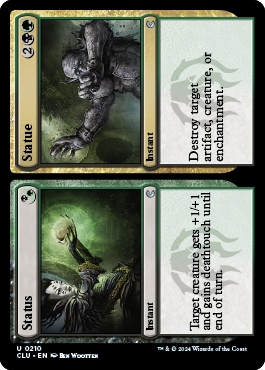 Statue
2
Instant
Destroy target
artifact, creature, or
enchantment.
Status
Instant
Target creature gets +1/+1
and gains deathtouch until
end of turn.
U 0210
CLU • EN Ben Wootten
™ & © 2024 Wizards of the Coast